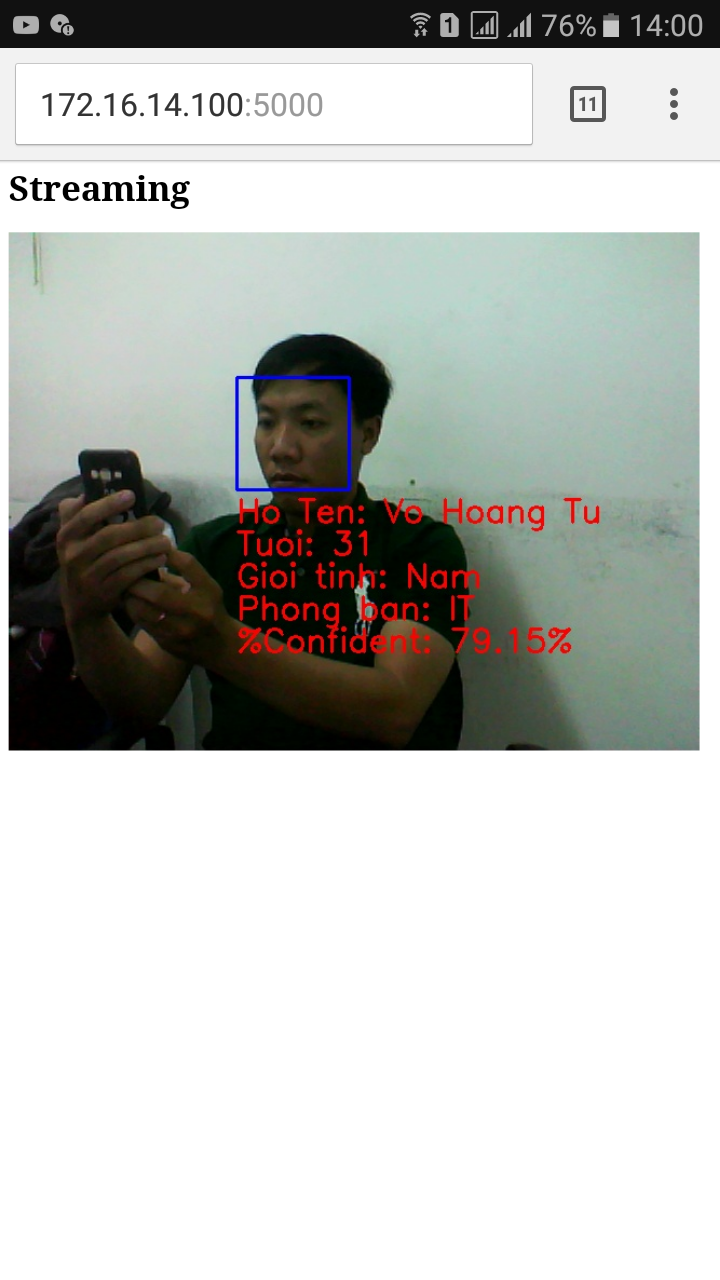 1
76%
14:00
172.16.14.100:5000
11
Streaming
Ho Ten: Vo Hoang Tu
Tuoi: 31
Gioi tinh: Nam
Phong ban: IT
%Confident: 79.15%